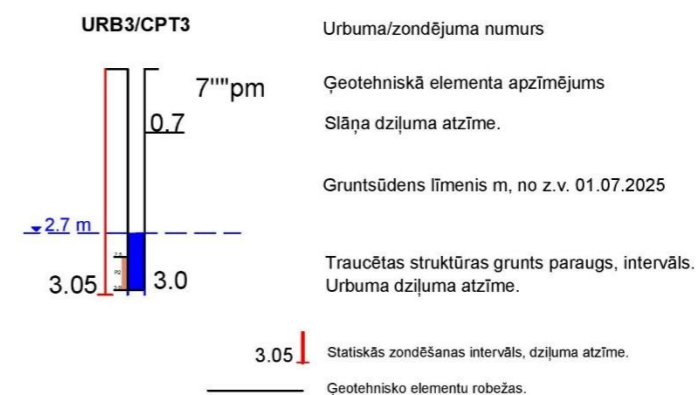 URB3/CPT3 Urbuma/zondējuma numurs
7""pm Ģeotehniskā elementa apzīmējums
0.7 Slāņa dziļuma atzīme.
Gruntsūdens līmenis m, no z.v. 01.07.2025
2.7 m
Traucētas struktūras grunts paraugs, intervāls.
3.05 3.0 Urbuma dziļuma atzīme.
3.05 Statiskās zondēšanas intervāls, dziļuma atzīme.
Ģeotehnisko elementu robežas.